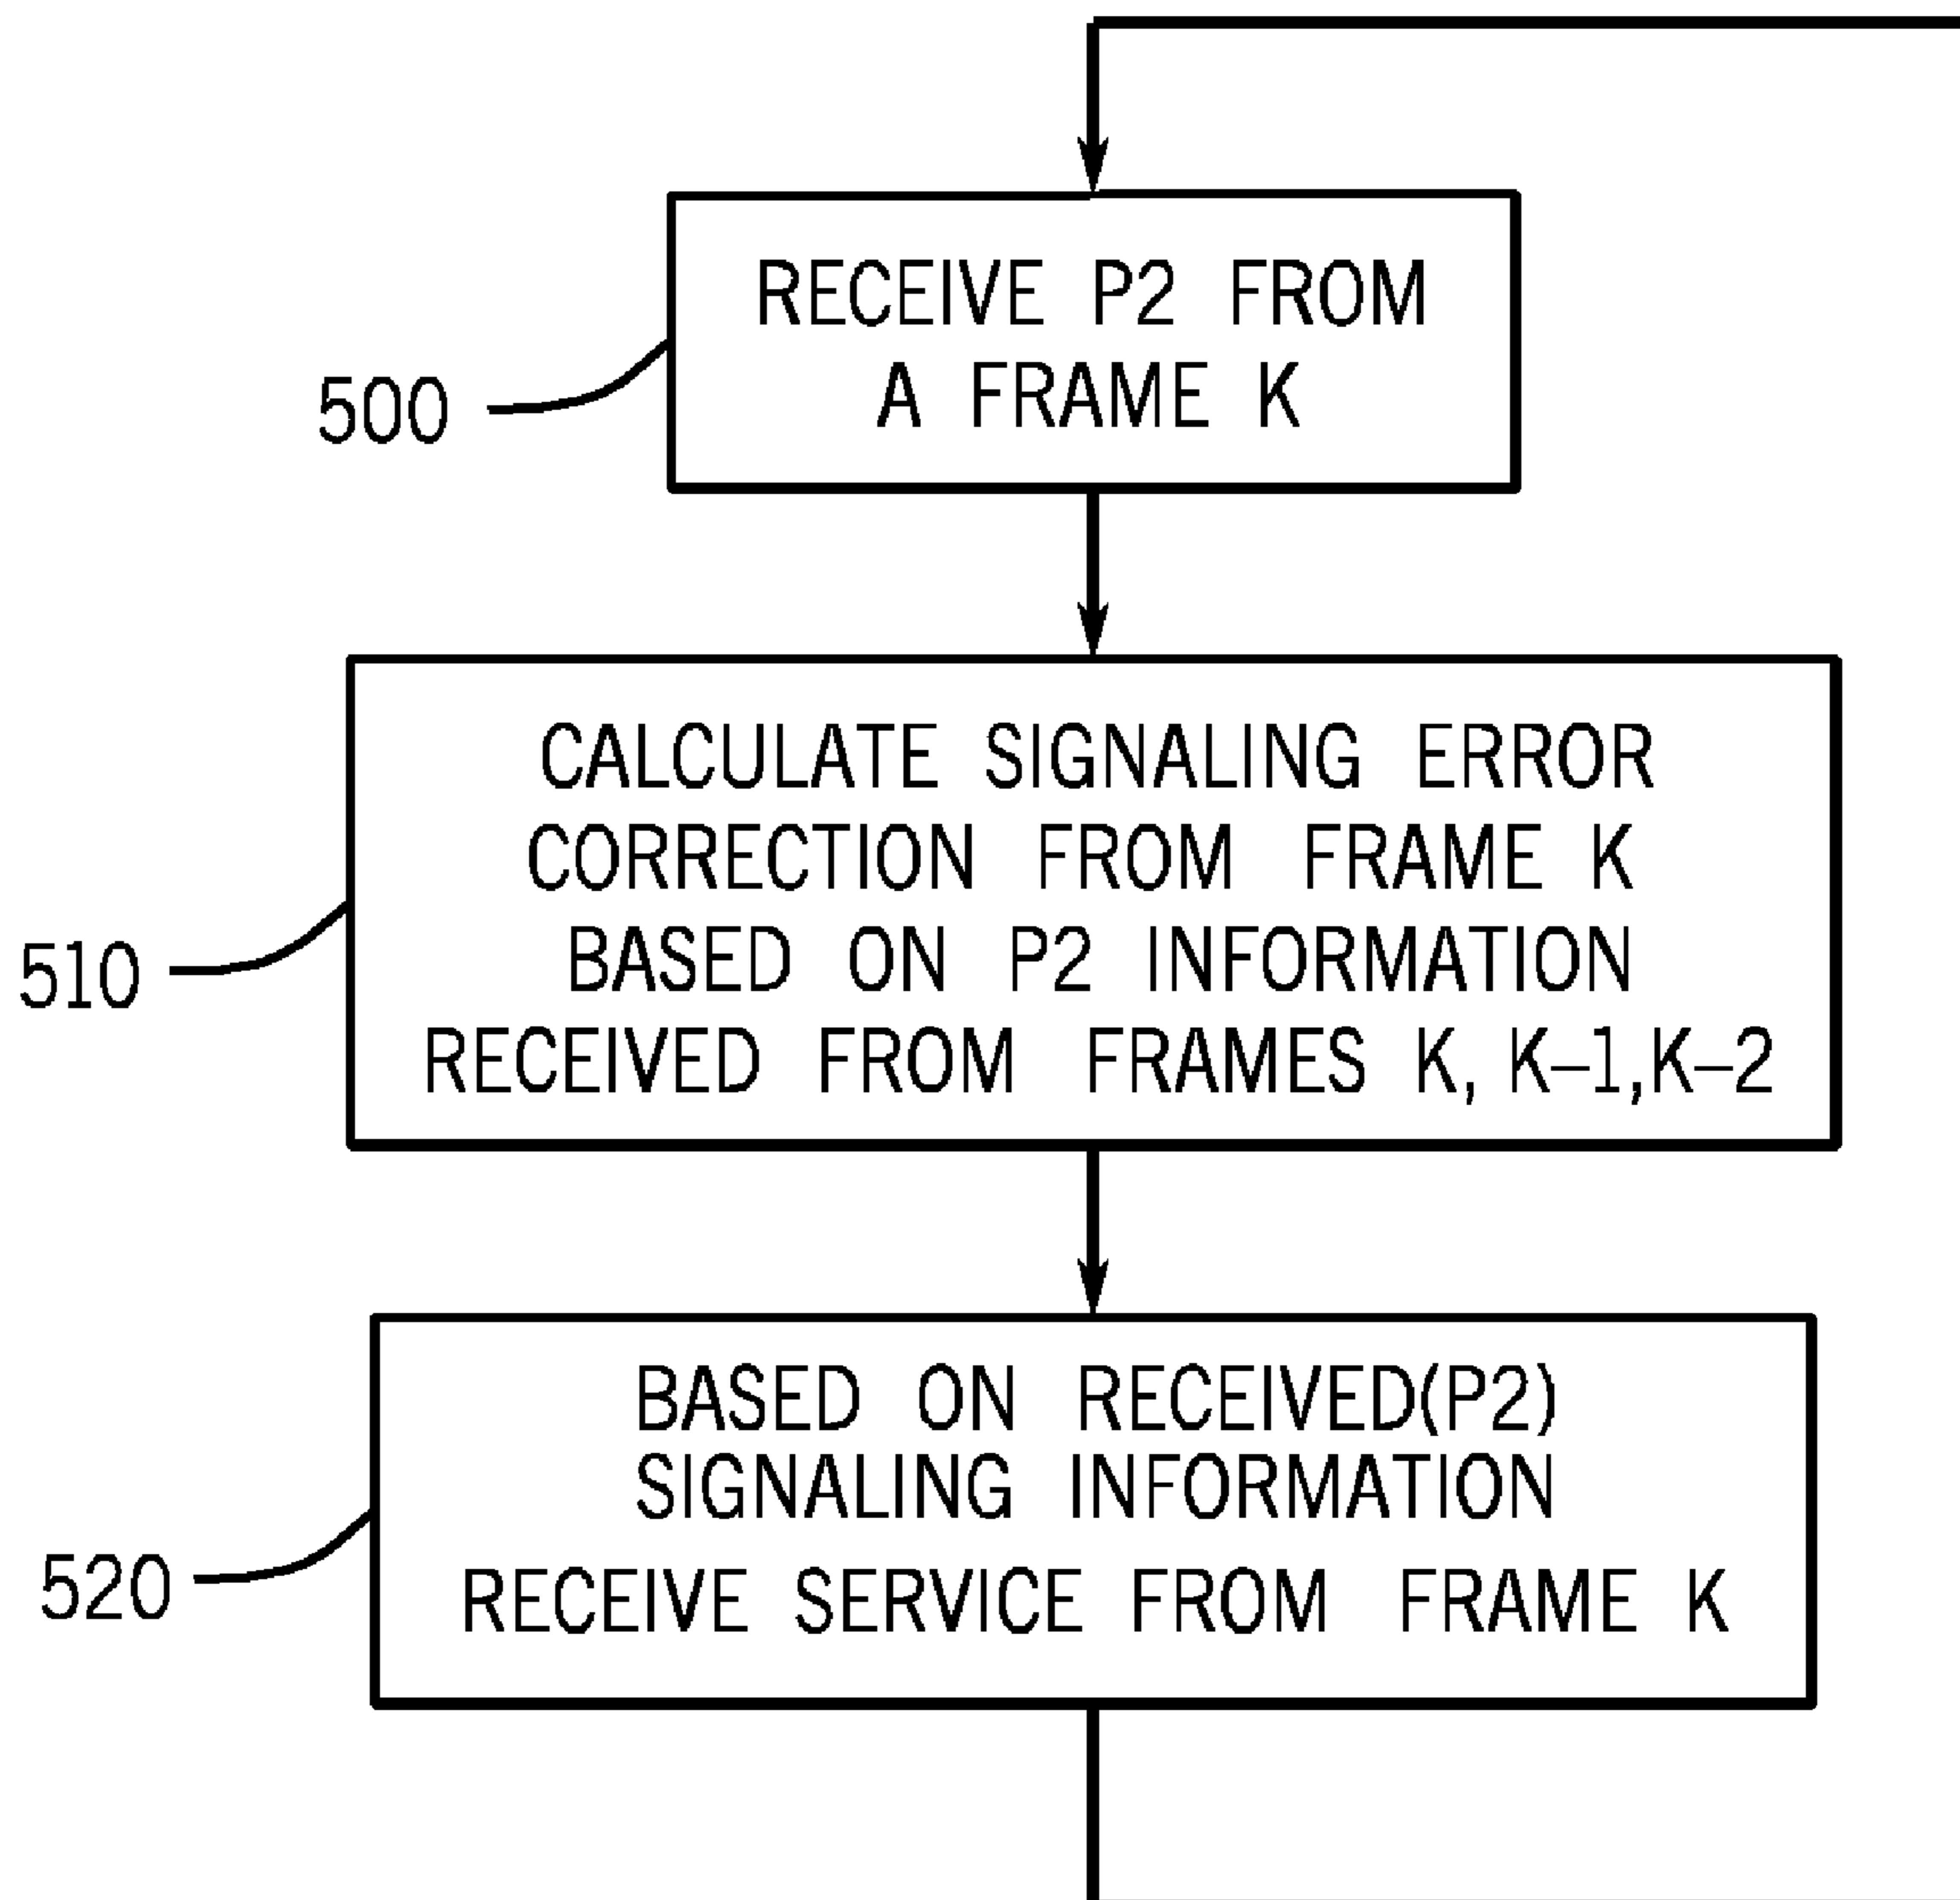 RECEIVE P2 FROM
A FRAME K
500
CALCULATE SIGNALING ERROR
CORRECTION FROM FRAME K
BASED ON P2 INFORMATION
RECEIVED FROM FRAMES K, K–1,K–2
510
BASED ON RECEIVED(P2)
SIGNALING INFORMATION
RECEIVE SERVICE FROM FRAME K
520